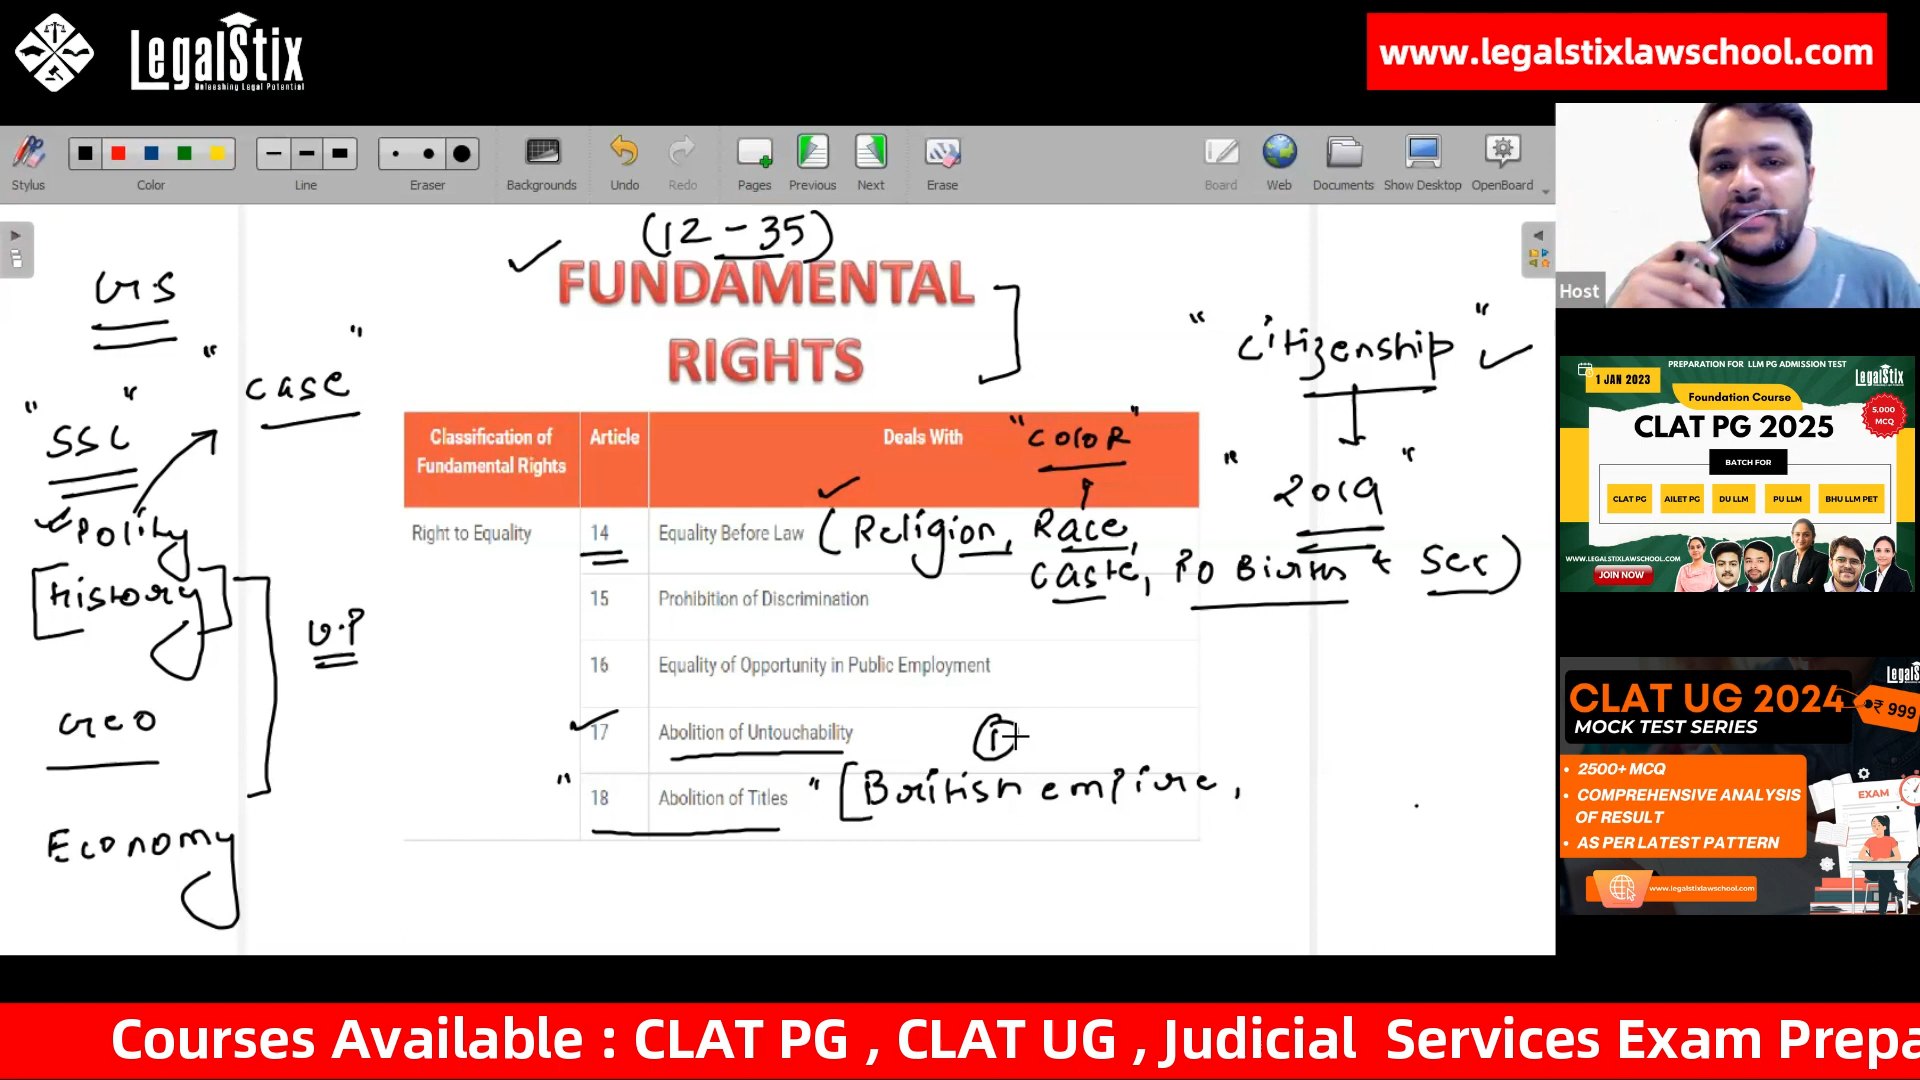 LegalStix
Unleashing Legal Potential
www.legalstixlawschool.com
Stylus
Color
Line
Eraser
Backgrounds
Undo
Redo
Pages
Previous
Next
Erase
Board
Web
Documents
Show Desktop
OpenBoard
Host
(12-35)
FUNDAMENTAL
RIGHTS
"case"
"SSC"
Polity
[History]
U.P
Geo
Economy
"Citizenship"
"2019"
Classification of
Fundamental Rights
Article
Deals With
"color"
Right to Equality
14
Equality Before Law
(Religion, Race,
caste, PO Birth & Sex)
15
Prohibition of Discrimination
16
Equality of Opportunity in Public Employment
17
Abolition of Untouchability
18
Abolition of Titles
[British empire,
1 JAN 2023
PREPARATION FOR LLM PG ADMISSION TEST
LegalStix
Foundation Course
5,000
MCQ
CLAT PG 2025
BATCH FOR
CLAT PG
AILET PG
DU LLM
PU LLM
BHU LLM PET
WWW.LEGALSTIXLAWSCHOOL.COM
JOIN NOW
LegalS
CLAT UG 2024
₹ 999
MOCK TEST SERIES
• 2500+ MCQ
• COMPREHENSIVE ANALYSIS
OF RESULT
• AS PER LATEST PATTERN
EXAM
www.legalstixlawschool.com
Courses Available : CLAT PG , CLAT UG , Judicial Services Exam Prepa